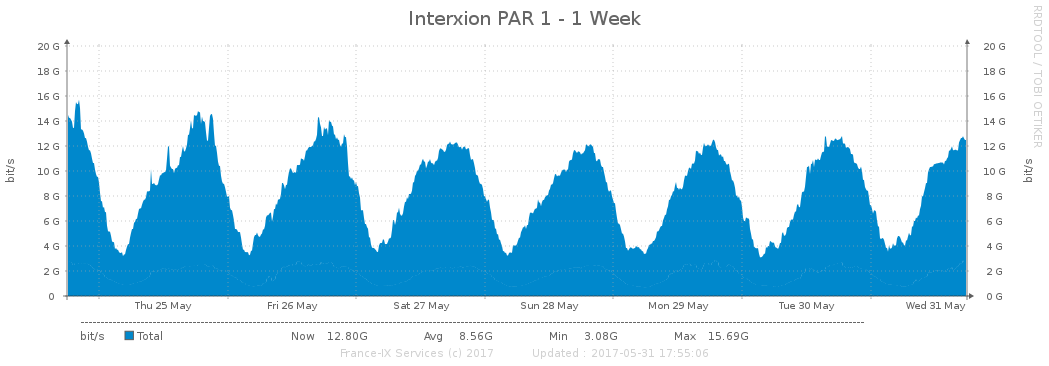 Interxion PAR 1 - 1 Week
RRDTOOL / TOBI OETIKER
20 G 20 G
18 G 18 G
16 G 16 G
14 G 14 G
12 G 12 G
10 G 10 G
8 G 8 G
6 G 6 G
4 G 4 G
2 G 2 G
0 0 G
bit/s bit/s
Thu 25 May Fri 26 May Sat 27 May Sun 28 May Mon 29 May Tue 30 May Wed 31 May
bit/s Total Now 12.80G Avg 8.56G Min 3.08G Max 15.69G
France-IX Services (c) 2017 Updated : 2017-05-31 17:55:06